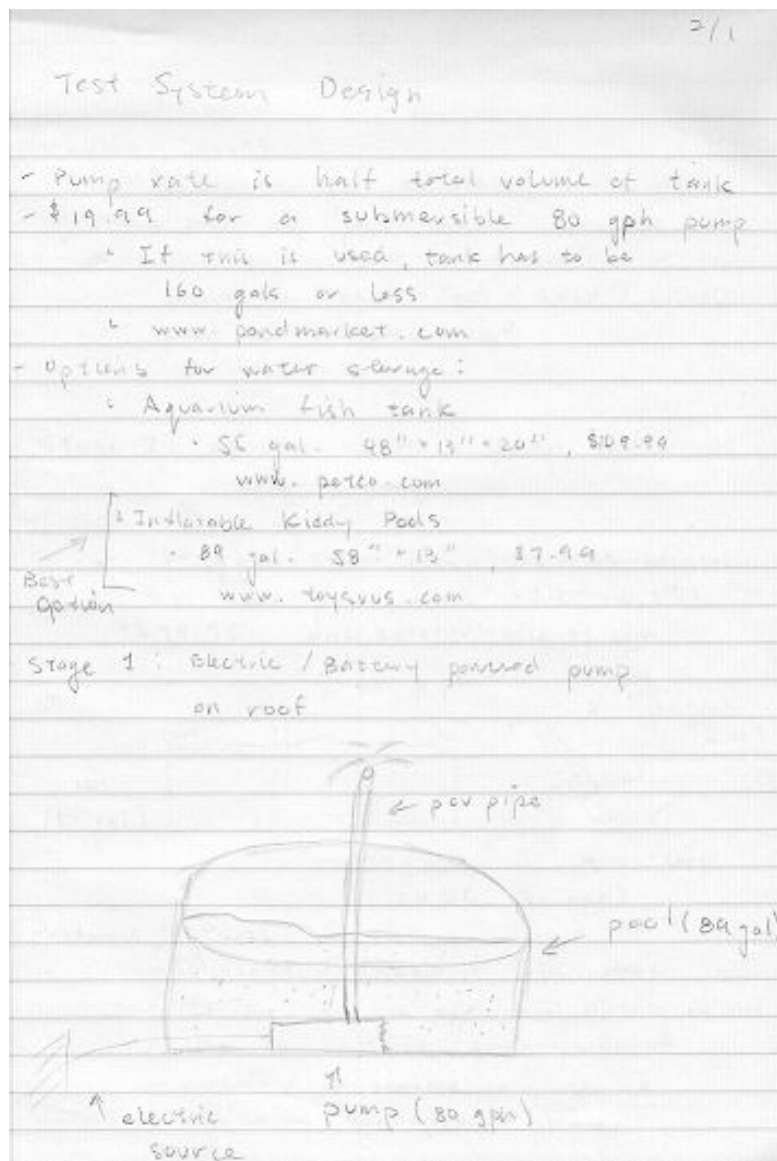 2/1
Test System Design
- Pump rate is half total volume of tank
- $19.99 for a submersible 80 gph pump
If this is used, tank has to be
160 gals or less
www.pondmarket.com
- Options for water storage:
Aquarium fish tank
55 gal. 48" × 13" × 20", $109.99
www.petco.com
Inflatable Kiddy Pools
89 gal. 58" × 13", $7.99
Best
Option
www.toysrus.com
Stage 1: Electric / Battery powered pump
on roof
← pcv pipe
← pool (89 gal)
↑ electric
source
↑
pump (80 gph)